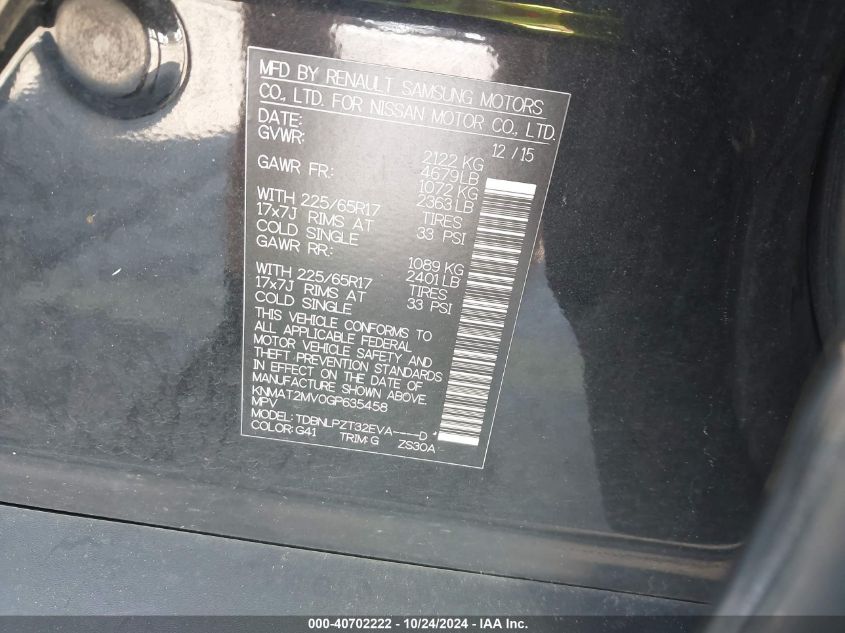 MFD BY RENAULT SAMSUNG MOTORS
CO., LTD. FOR NISSAN MOTOR CO., LTD.
DATE: 12 / 15
GVWR: 2122 KG
4679 LB
GAWR FR: 1072 KG
2363 LB
WITH 225/65R17 TIRES
17x7J RIMS AT 33 PSI
COLD SINGLE
GAWR RR: 1089 KG
2401 LB
WITH 225/65R17 TIRES
17x7J RIMS AT 33 PSI
COLD SINGLE
THIS VEHICLE CONFORMS TO
ALL APPLICABLE FEDERAL
MOTOR VEHICLE SAFETY AND
THEFT PREVENTION STANDARDS
IN EFFECT ON THE DATE OF
MANUFACTURE SHOWN ABOVE.
KNMAT2MV0GP635458
MPV
MODEL: TDBNLPZT32EVA----D *
COLOR: G41 TRIM: G ZS30A
000-40702222 - 10/24/2024 - IAA Inc.